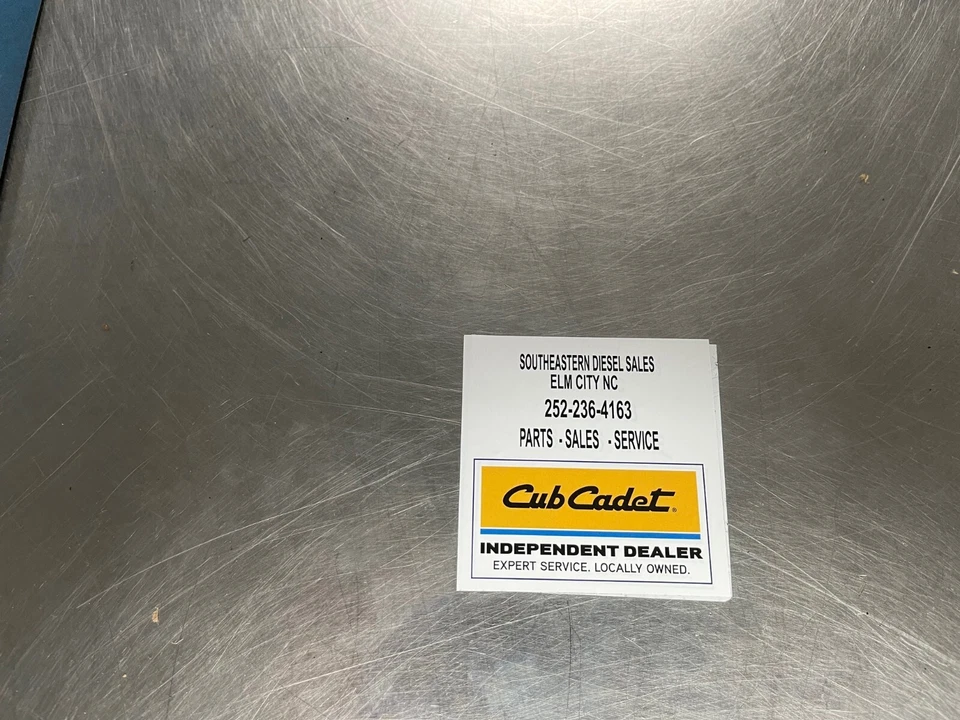 SOUTHEASTERN DIESEL SALES
ELM CITY NC
252-236-4163
PARTS - SALES - SERVICE
Cub Cadet®
INDEPENDENT DEALER
EXPERT SERVICE. LOCALLY OWNED.